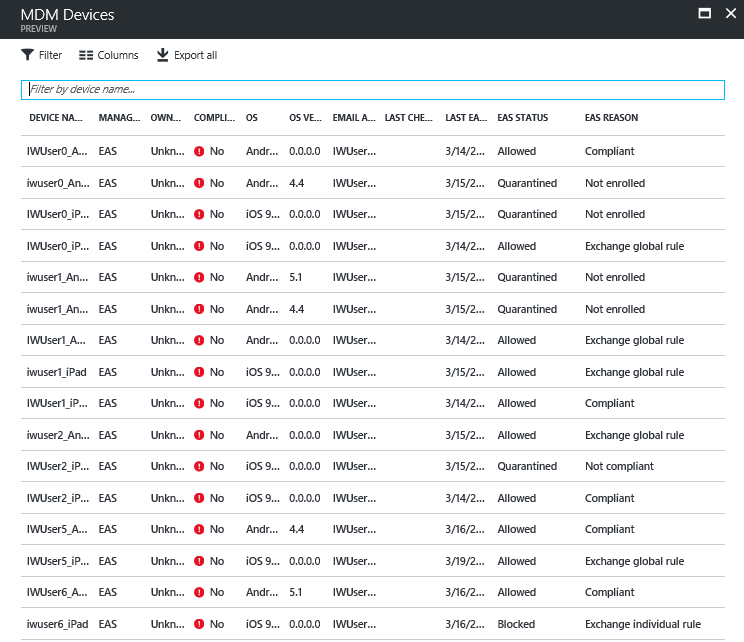 MDM Devices
PREVIEW
Filter Columns Export all
Filter by device name...
DEVICE NA... MANAG... OWN... COMPLI... OS OS VE... EMAIL A... LAST CHE... LAST EA... EAS STATUS EAS REASON
IWUser0_A... EAS Unkn... No Andr... 0.0.0.0 IWUser... 3/14/2... Allowed Compliant
iwuser0_An... EAS Unkn... No Andr... 4.4 IWUser... 3/15/2... Quarantined Not enrolled
IWUser0_iP... EAS Unkn... No iOS 9... 0.0.0.0 IWUser... 3/15/2... Quarantined Not enrolled
IWUser0_iP... EAS Unkn... No iOS 9... 0.0.0.0 IWUser... 3/14/2... Allowed Exchange global rule
iwuser1_An... EAS Unkn... No Andr... 5.1 IWUser... 3/15/2... Quarantined Not enrolled
iwuser1_An... EAS Unkn... No Andr... 4.4 IWUser... 3/15/2... Quarantined Not enrolled
IWUser1_A... EAS Unkn... No Andr... 0.0.0.0 IWUser... 3/14/2... Allowed Exchange global rule
iwuser1_iPad EAS Unkn... No iOS 9... 0.0.0.0 IWUser... 3/15/2... Allowed Exchange global rule
IWUser1_iP... EAS Unkn... No iOS 9... 0.0.0.0 IWUser... 3/14/2... Allowed Compliant
iwuser2_An... EAS Unkn... No Andr... 0.0.0.0 IWUser... 3/15/2... Allowed Exchange global rule
IWUser2_iP... EAS Unkn... No iOS 9... 0.0.0.0 IWUser... 3/15/2... Quarantined Not compliant
IWUser2_iP... EAS Unkn... No iOS 9... 0.0.0.0 IWUser... 3/14/2... Allowed Compliant
IWUser5_A... EAS Unkn... No Andr... 4.4 IWUser... 3/16/2... Allowed Compliant
IWUser5_iP... EAS Unkn... No iOS 9... 0.0.0.0 IWUser... 3/19/2... Allowed Exchange global rule
IWUser6_A... EAS Unkn... No Andr... 5.1 IWUser... 3/16/2... Allowed Compliant
iwuser6_iPad EAS Unkn... No iOS 9... 0.0.0.0 IWUser... 3/16/2... Blocked Exchange individual rule